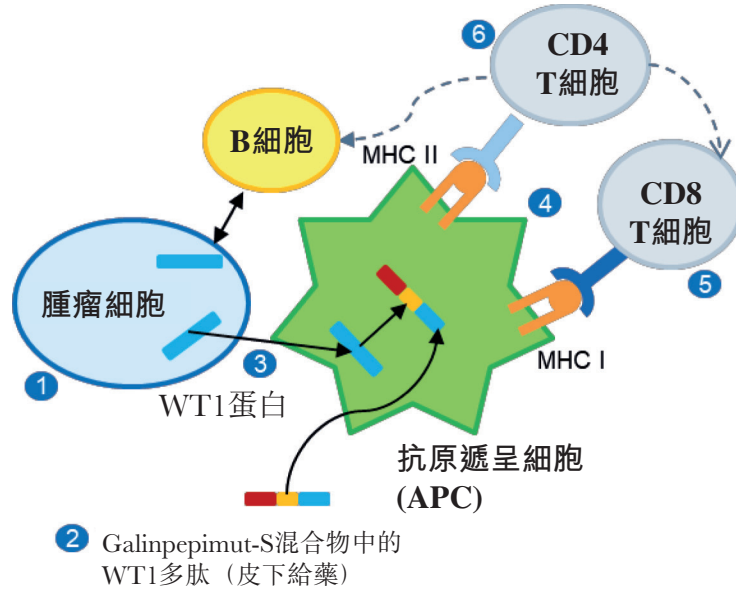 6
CD4
T細胞
B細胞
MHC II
CD8
T細胞
4
5
腫瘤細胞
1
3
MHC I
WT1蛋白
抗原遞呈細胞
(APC)
2 Galinpepimut-S混合物中的
WT1多肽（皮下給藥）